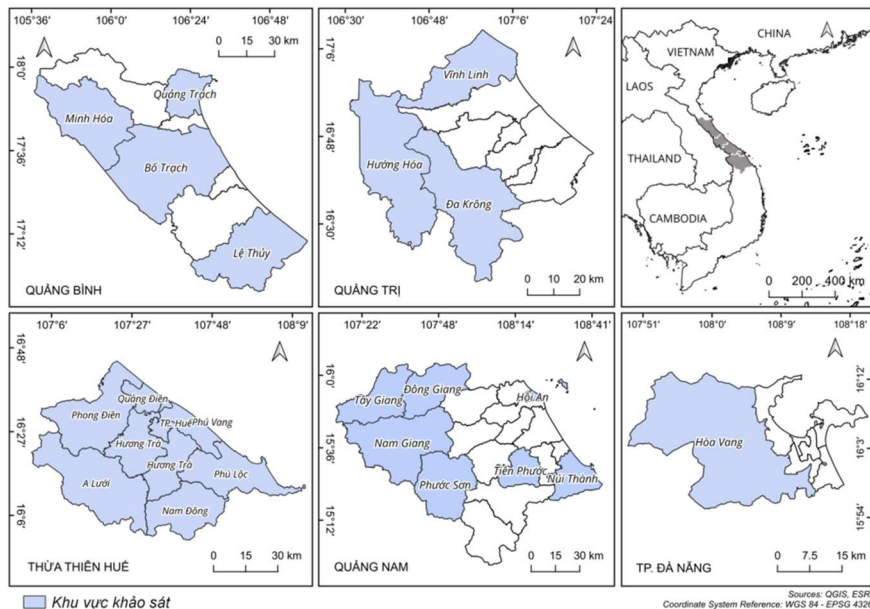 105°36 106°0 106°24 106°48
0 15 30 km
18°0
17°36
17°12
Quảng Trạch
Minh Hóa
Bố Trạch
Lệ Thủy
QUẢNG BÌNH
106°30 106°48 107°6 107°24
17°6
16°48
16°30
Vĩnh Linh
Hướng Hóa
Đa Krông
QUẢNG TRỊ
0 10 20 km
CHINA
VIETNAM
LAOS
THAILAND
CAMBODIA
0 200 400 km
107°6 107°27 107°48 108°9
16°48
16°27
16°6
Quảng Điền
Phong Điền
TP. Huế
Phú Vang
Hương Trà
Hương Trà
Phú Lộc
A Lưới
Nam Đông
THỪA THIÊN HUẾ
0 15 30 km
107°22 107°48 108°14 108°41
16°0
15°36
15°12
Đông Giang
Tây Giang
Hội An
Nam Giang
Tiên Phước
Núi Thành
Phước Sơn
QUẢNG NAM
0 15 30 km
107°51 108°0 108°9 108°18
16°12
16°3
15°54
Hòa Vang
TP. ĐÀ NẴNG
0 7.5 15 km
Khu vực khảo sát
Sources: QGIS, ESRI
Coordinate System Reference: WGS 84 - EPSG 4326